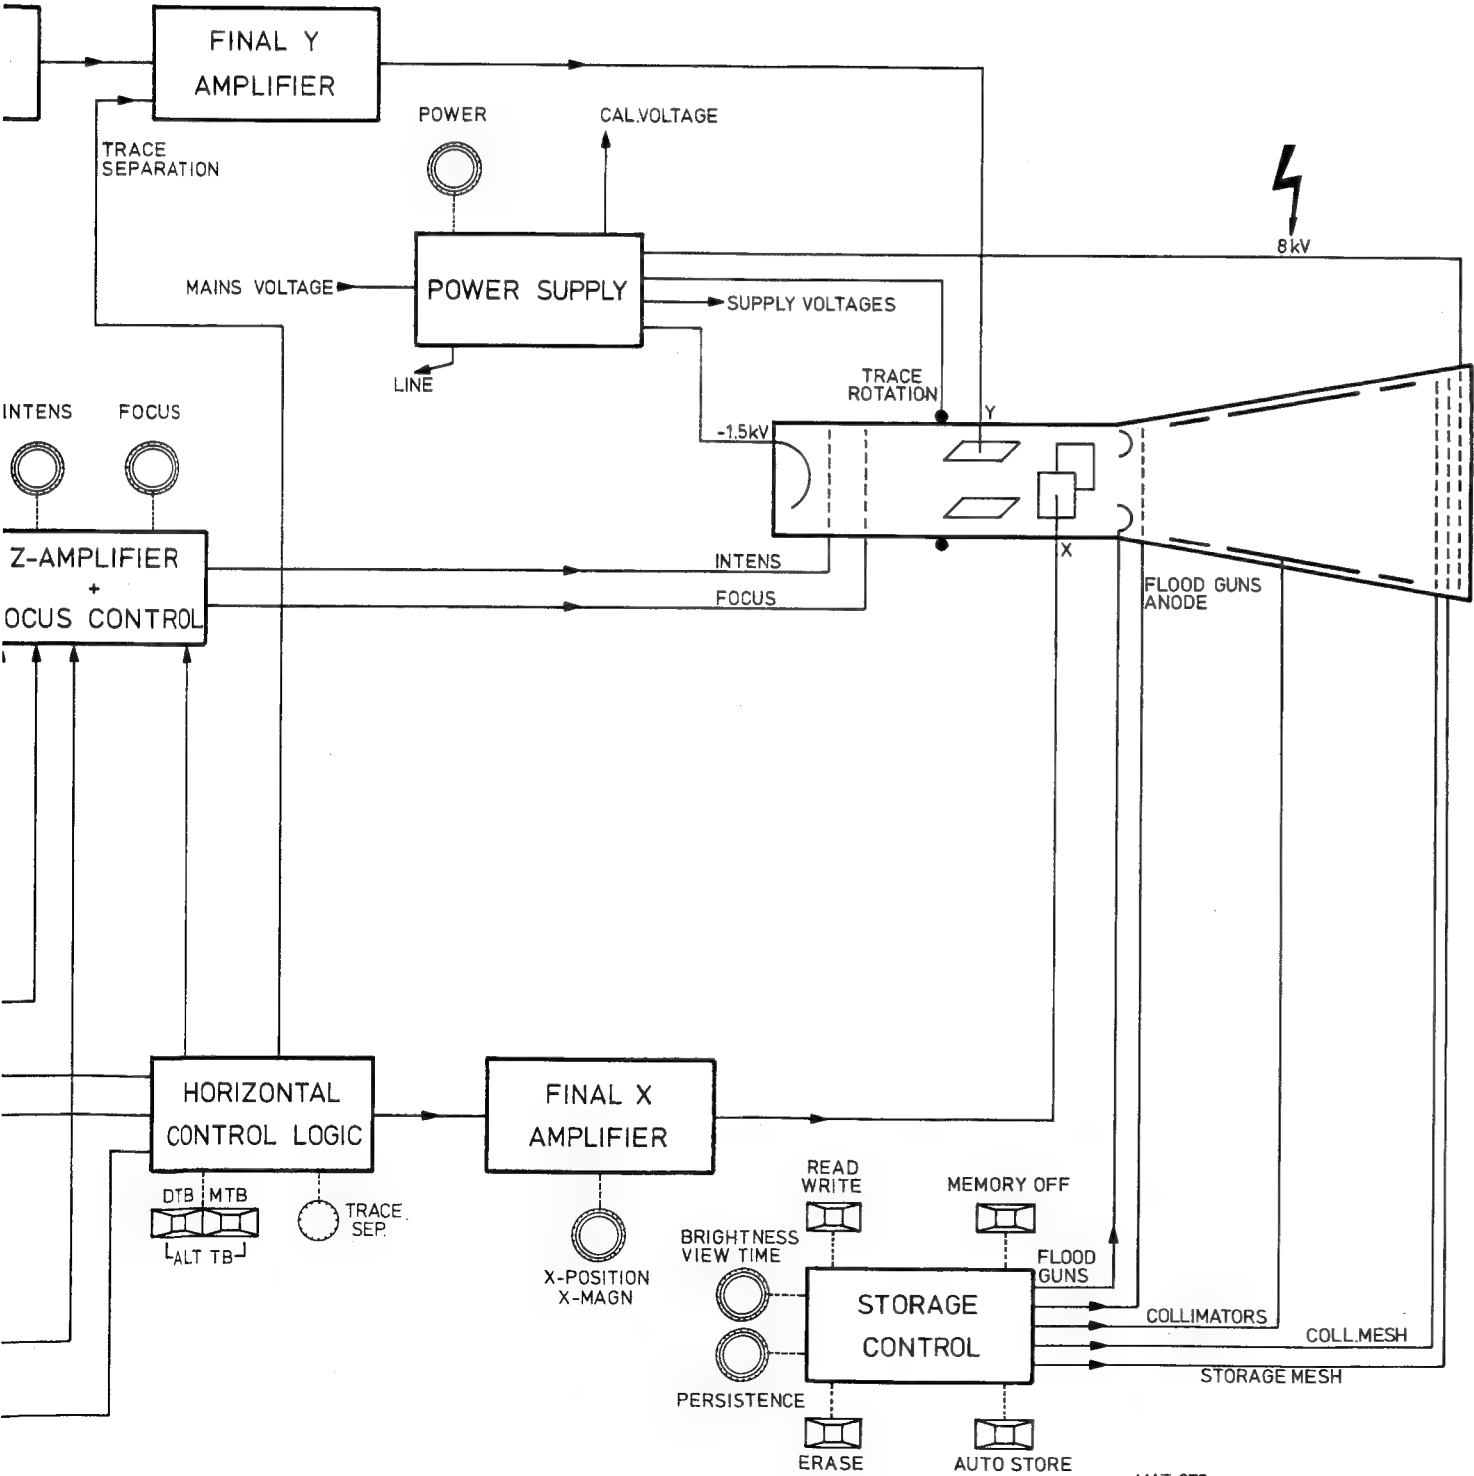 FINAL Y
AMPLIFIER
TRACE
SEPARATION
POWER
CAL.VOLTAGE
8kV
MAINS VOLTAGE
POWER SUPPLY
SUPPLY VOLTAGES
LINE
TRACE
ROTATION
Y
-1.5kV
INTENS
FOCUS
Z-AMPLIFIER
+
OCUS CONTROL
INTENS
FOCUS
X
FLOOD GUNS
ANODE
HORIZONTAL
CONTROL LOGIC
DTB MTB
ALT TB
TRACE
SEP.
FINAL X
AMPLIFIER
X-POSITION
X-MAGN
READ
WRITE
MEMORY OFF
BRIGHTNESS
VIEW TIME
FLOOD
GUNS
STORAGE
CONTROL
COLLIMATORS
COLL.MESH
STORAGE MESH
PERSISTENCE
ERASE
AUTO STORE